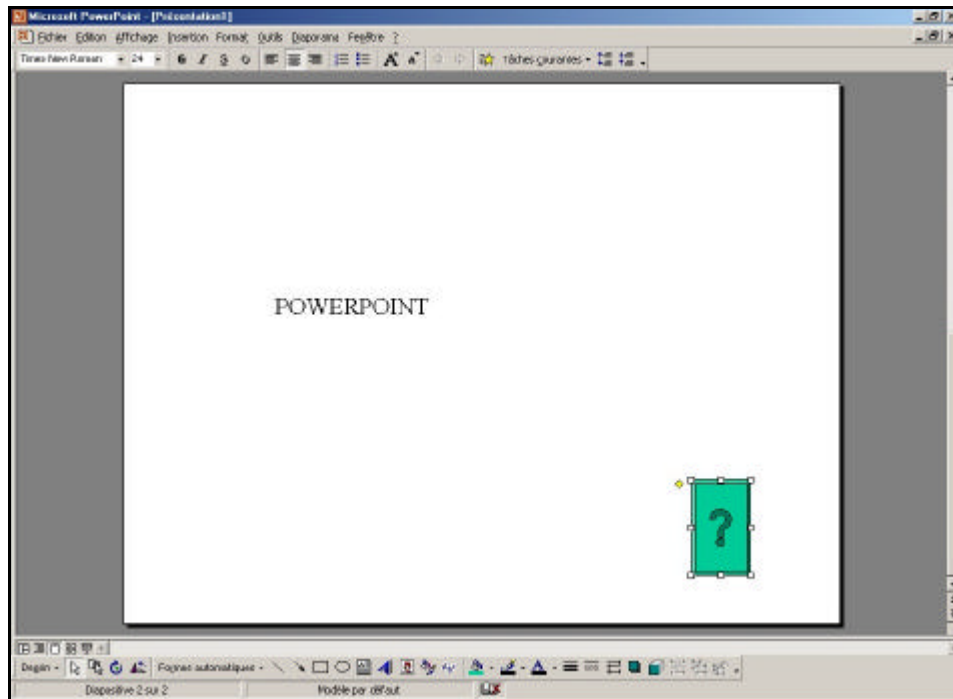 Microsoft PowerPoint - [Présentation1]
Fichier Edition Affichage Insertion Format Outils Diaporama Fenêtre ?
Times New Roman 24 G I S A A Tâches courantes
POWERPOINT
?
Dessin Formes automatiques A
Diapositive 2 sur 2 Modèle par défaut